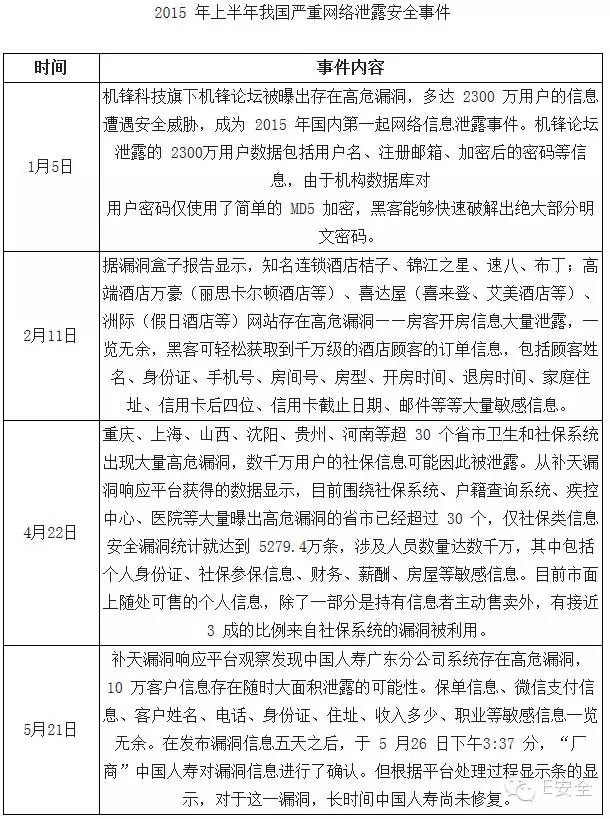 2015 年上半年我国严重网络泄露安全事件
时间
事件内容
1月5日
机锋科技旗下机锋论坛被曝出存在高危漏洞，多达 2300 万用户的信息
遭遇安全威胁，成为 2015 年国内第一起网络信息泄露事件。机锋论坛
泄露的 2300万用户数据包括用户名、注册邮箱、加密后的密码等信
息，由于机构数据库对
用户密码仅使用了简单的 MD5 加密，黑客能够快速破解出绝大部分明
文密码。
2月11日
据漏洞盒子报告显示，知名连锁酒店桔子、锦江之星、速八、布丁；高
端酒店万豪（丽思卡尔顿酒店等）、喜达屋（喜来登、艾美酒店等）、
洲际（假日酒店等）网站存在高危漏洞——房客开房信息大量泄露，一
览无余，黑客可轻松获取到千万级的酒店顾客的订单信息，包括顾客姓
名、身份证、手机号、房间号、房型、开房时间、退房时间、家庭住
址、信用卡后四位、信用卡截止日期、邮件等等大量敏感信息。
4月22日
重庆、上海、山西、沈阳、贵州、河南等超 30 个省市卫生和社保系统
出现大量高危漏洞，数千万用户的社保信息可能因此被泄露。从补天漏
洞响应平台获得的数据显示，目前围绕社保系统、户籍查询系统、疾控
中心、医院等大量曝出高危漏洞的省市已经超过 30 个，仅社保类信息
安全漏洞统计就达到 5279.4万条，涉及人员数量达数千万，其中包括
个人身份证、社保参保信息、财务、薪酬、房屋等敏感信息。目前市面
上随处可售的个人信息，除了一部分是持有信息者主动售卖外，有接近
3 成的比例来自社保系统的漏洞被利用。
5月21日
补天漏洞响应平台观察发现中国人寿广东分公司系统存在高危漏洞，
10 万客户信息存在随时大面积泄露的可能性。保单信息、微信支付信
息、客户姓名、电话、身份证、住址、收入多少、职业等敏感信息一览
无余。在发布漏洞信息五天之后，于 5 月26 日下午3:37 分，“厂
商”中国人寿对漏洞信息进行了确认。但根据平台处理过程显示条的显
示，对于这一漏洞，长时间中国人寿尚未修复。
E安全